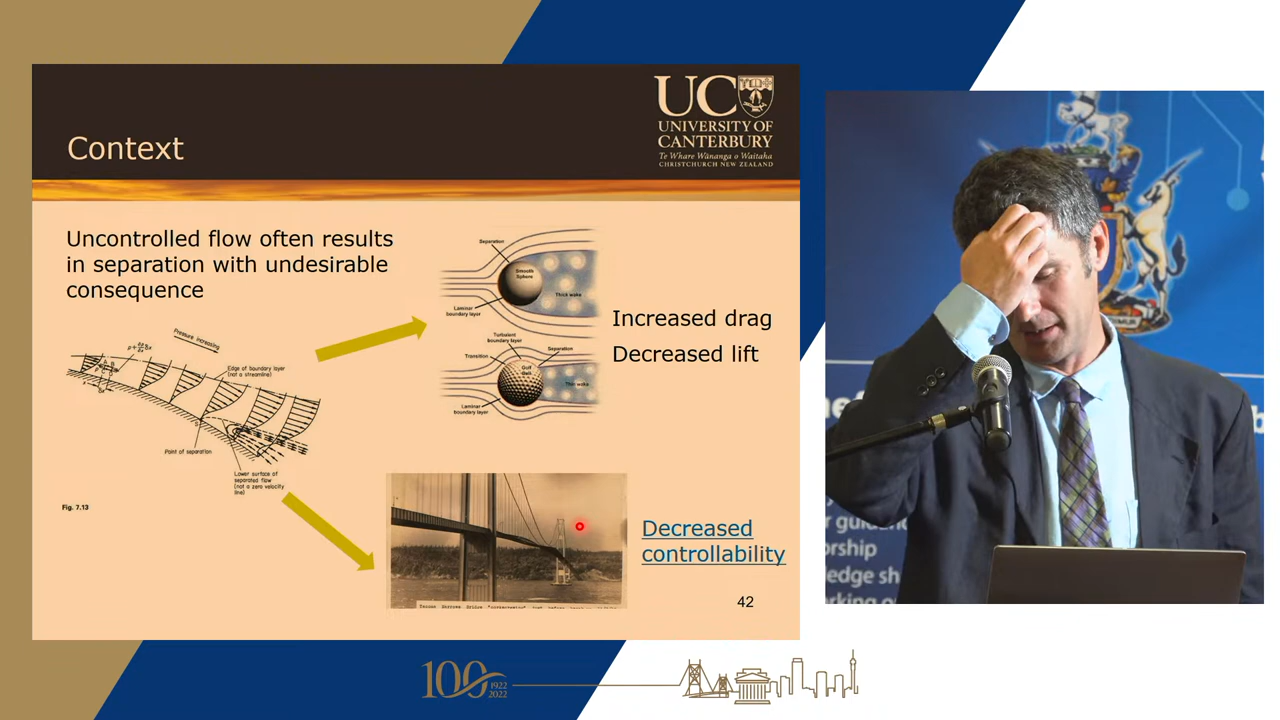 Context
UC
UNIVERSITY OF
CANTERBURY
Te Whare Wānanga o Waitaha
CHRISTCHURCH NEW ZEALAND
Uncontrolled flow often results
in separation with undesirable
consequence
Pressure increasing
Edge of boundary layer
(not a streamline)
Point of separation
Lower surface of
separated flow
(not a zero velocity
line)
Fig. 7.13
Separation
Smooth
Sphere
Thick wake
Laminar
boundary layer
Turbulent
boundary layer
Transition
Separation
Golf
Ball
Thin wake
Laminar
boundary layer
Increased drag
Decreased lift
Decreased
controllability
42
orship
100
1922
2022